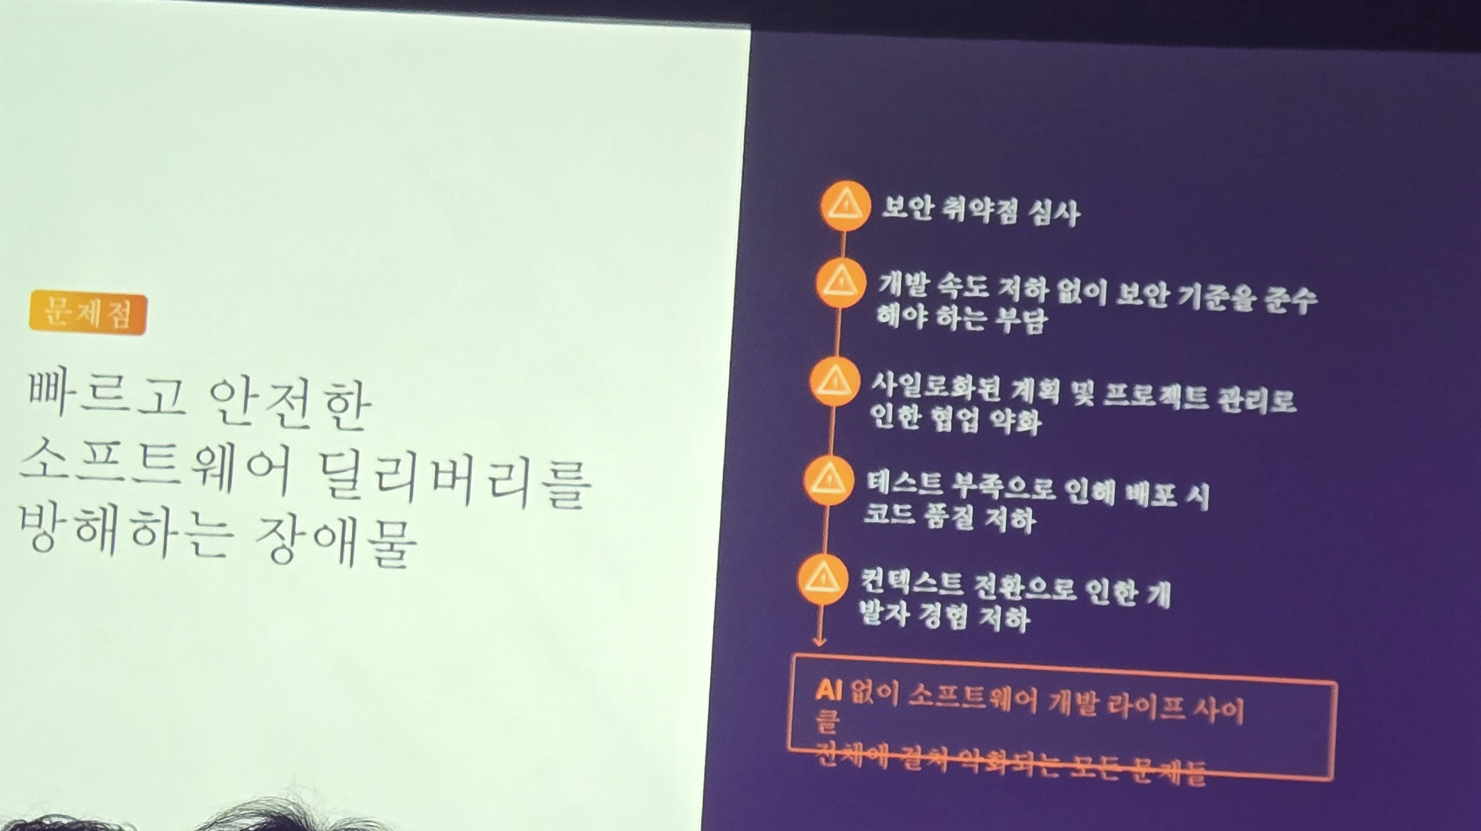 문제점
빠르고 안전한
소프트웨어 딜리버리를
방해하는 장애물
보안 취약점 심사
개발 속도 저하 없이 보안 기준을 준수
해야 하는 부담
사일로화된 계획 및 프로젝트 관리로
인한 협업 약화
테스트 부족으로 인해 배포 시
코드 품질 저하
컨텍스트 전환으로 인한 개
발자 경험 저하
AI 없이 소프트웨어 개발 라이프 사이
클
전체에 걸쳐 악화되는 모든 문제들